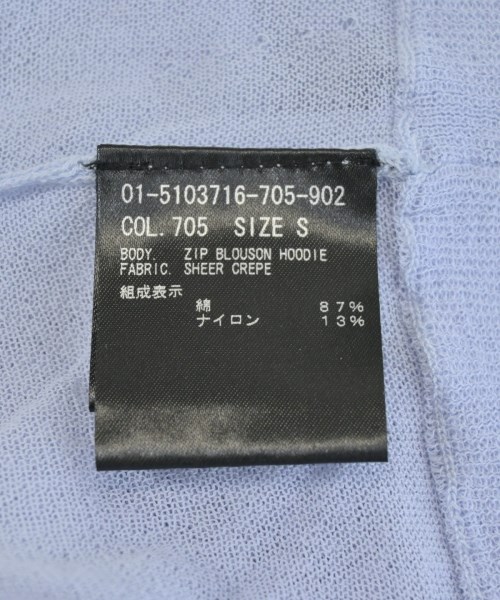 01-5103716-705-902
COL. 705 SIZE S
BODY. ZIP BLOUSON HOODIE
FABRIC. SHEER CREPE
組成表示
綿 87%
ナイロン 13%